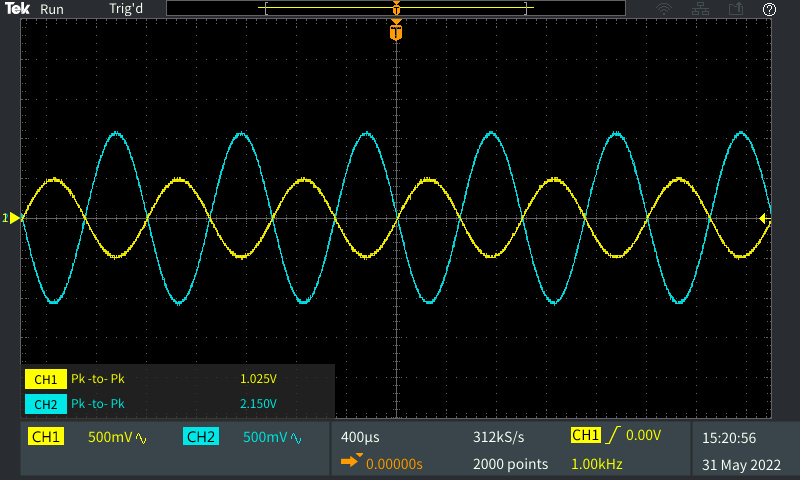 Tek Run Trig'd
T
T
CH1 Pk -to- Pk 1.025V
CH2 Pk -to- Pk 2.150V
CH1 500mV CH2 500mV 400µs 312kS/s CH1 0.00V 15:20:56
0.00000s 2000 points 1.00kHz 31 May 2022